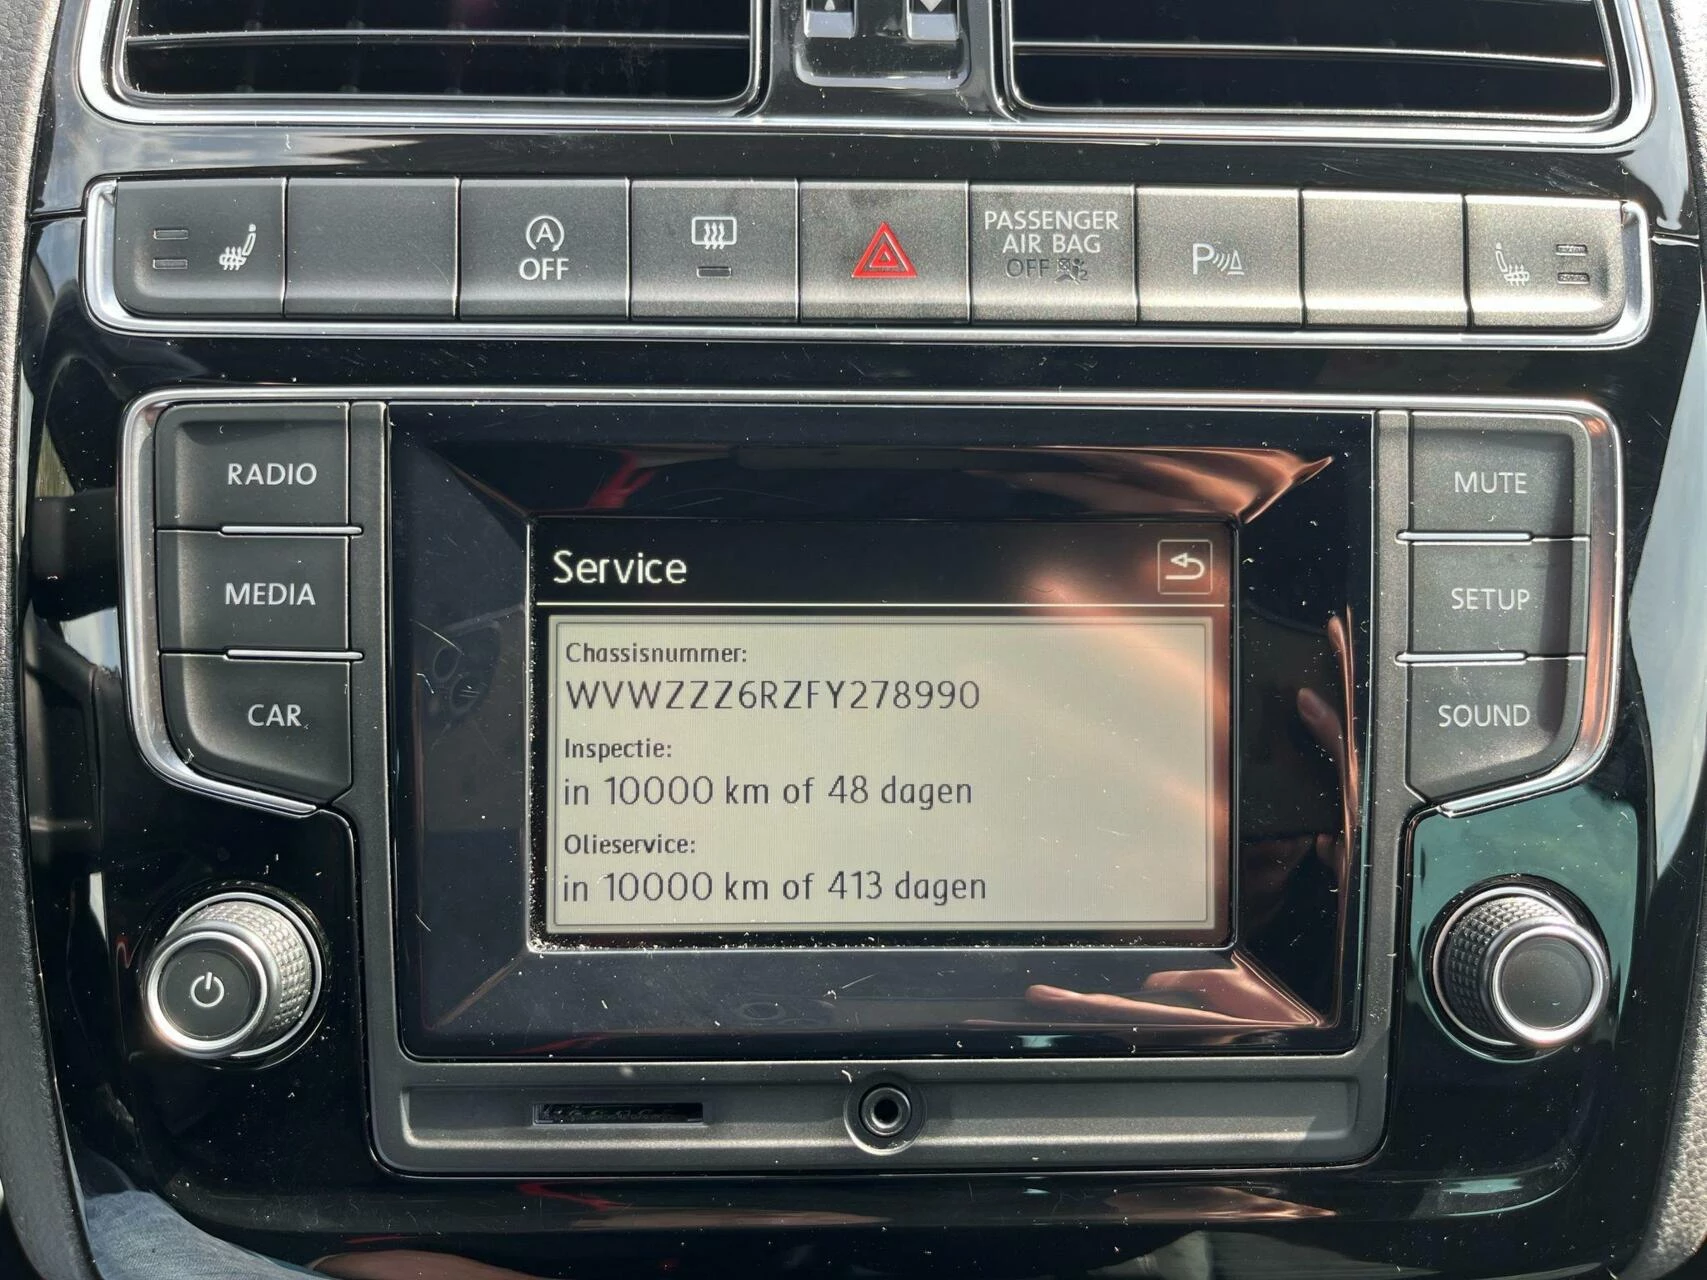 OFF
PASSENGER
AIR BAG
OFF
P
RADIO
MEDIA
CAR
MUTE
SETUP
SOUND
Service
Chassisnummer:
WVWZZZ6RZFY278990
Inspectie:
in 10000 km of 48 dagen
Olieservice:
in 10000 km of 413 dagen